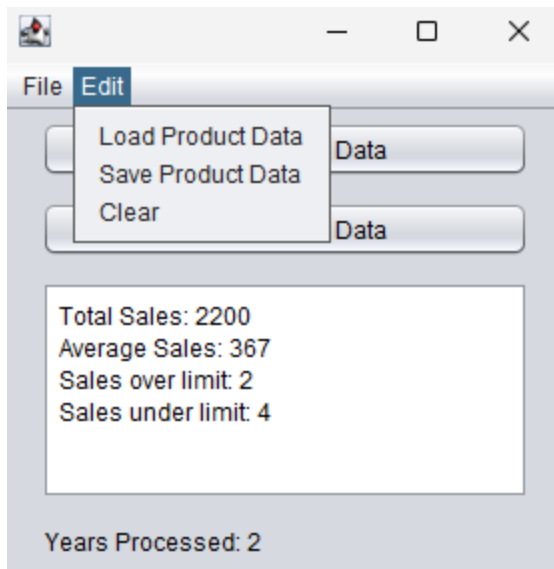 File Edit
Load Product Data
Data
Save Product Data
Clear
Data
Total Sales: 2200
Average Sales: 367
Sales over limit: 2
Sales under limit: 4
Years Processed: 2